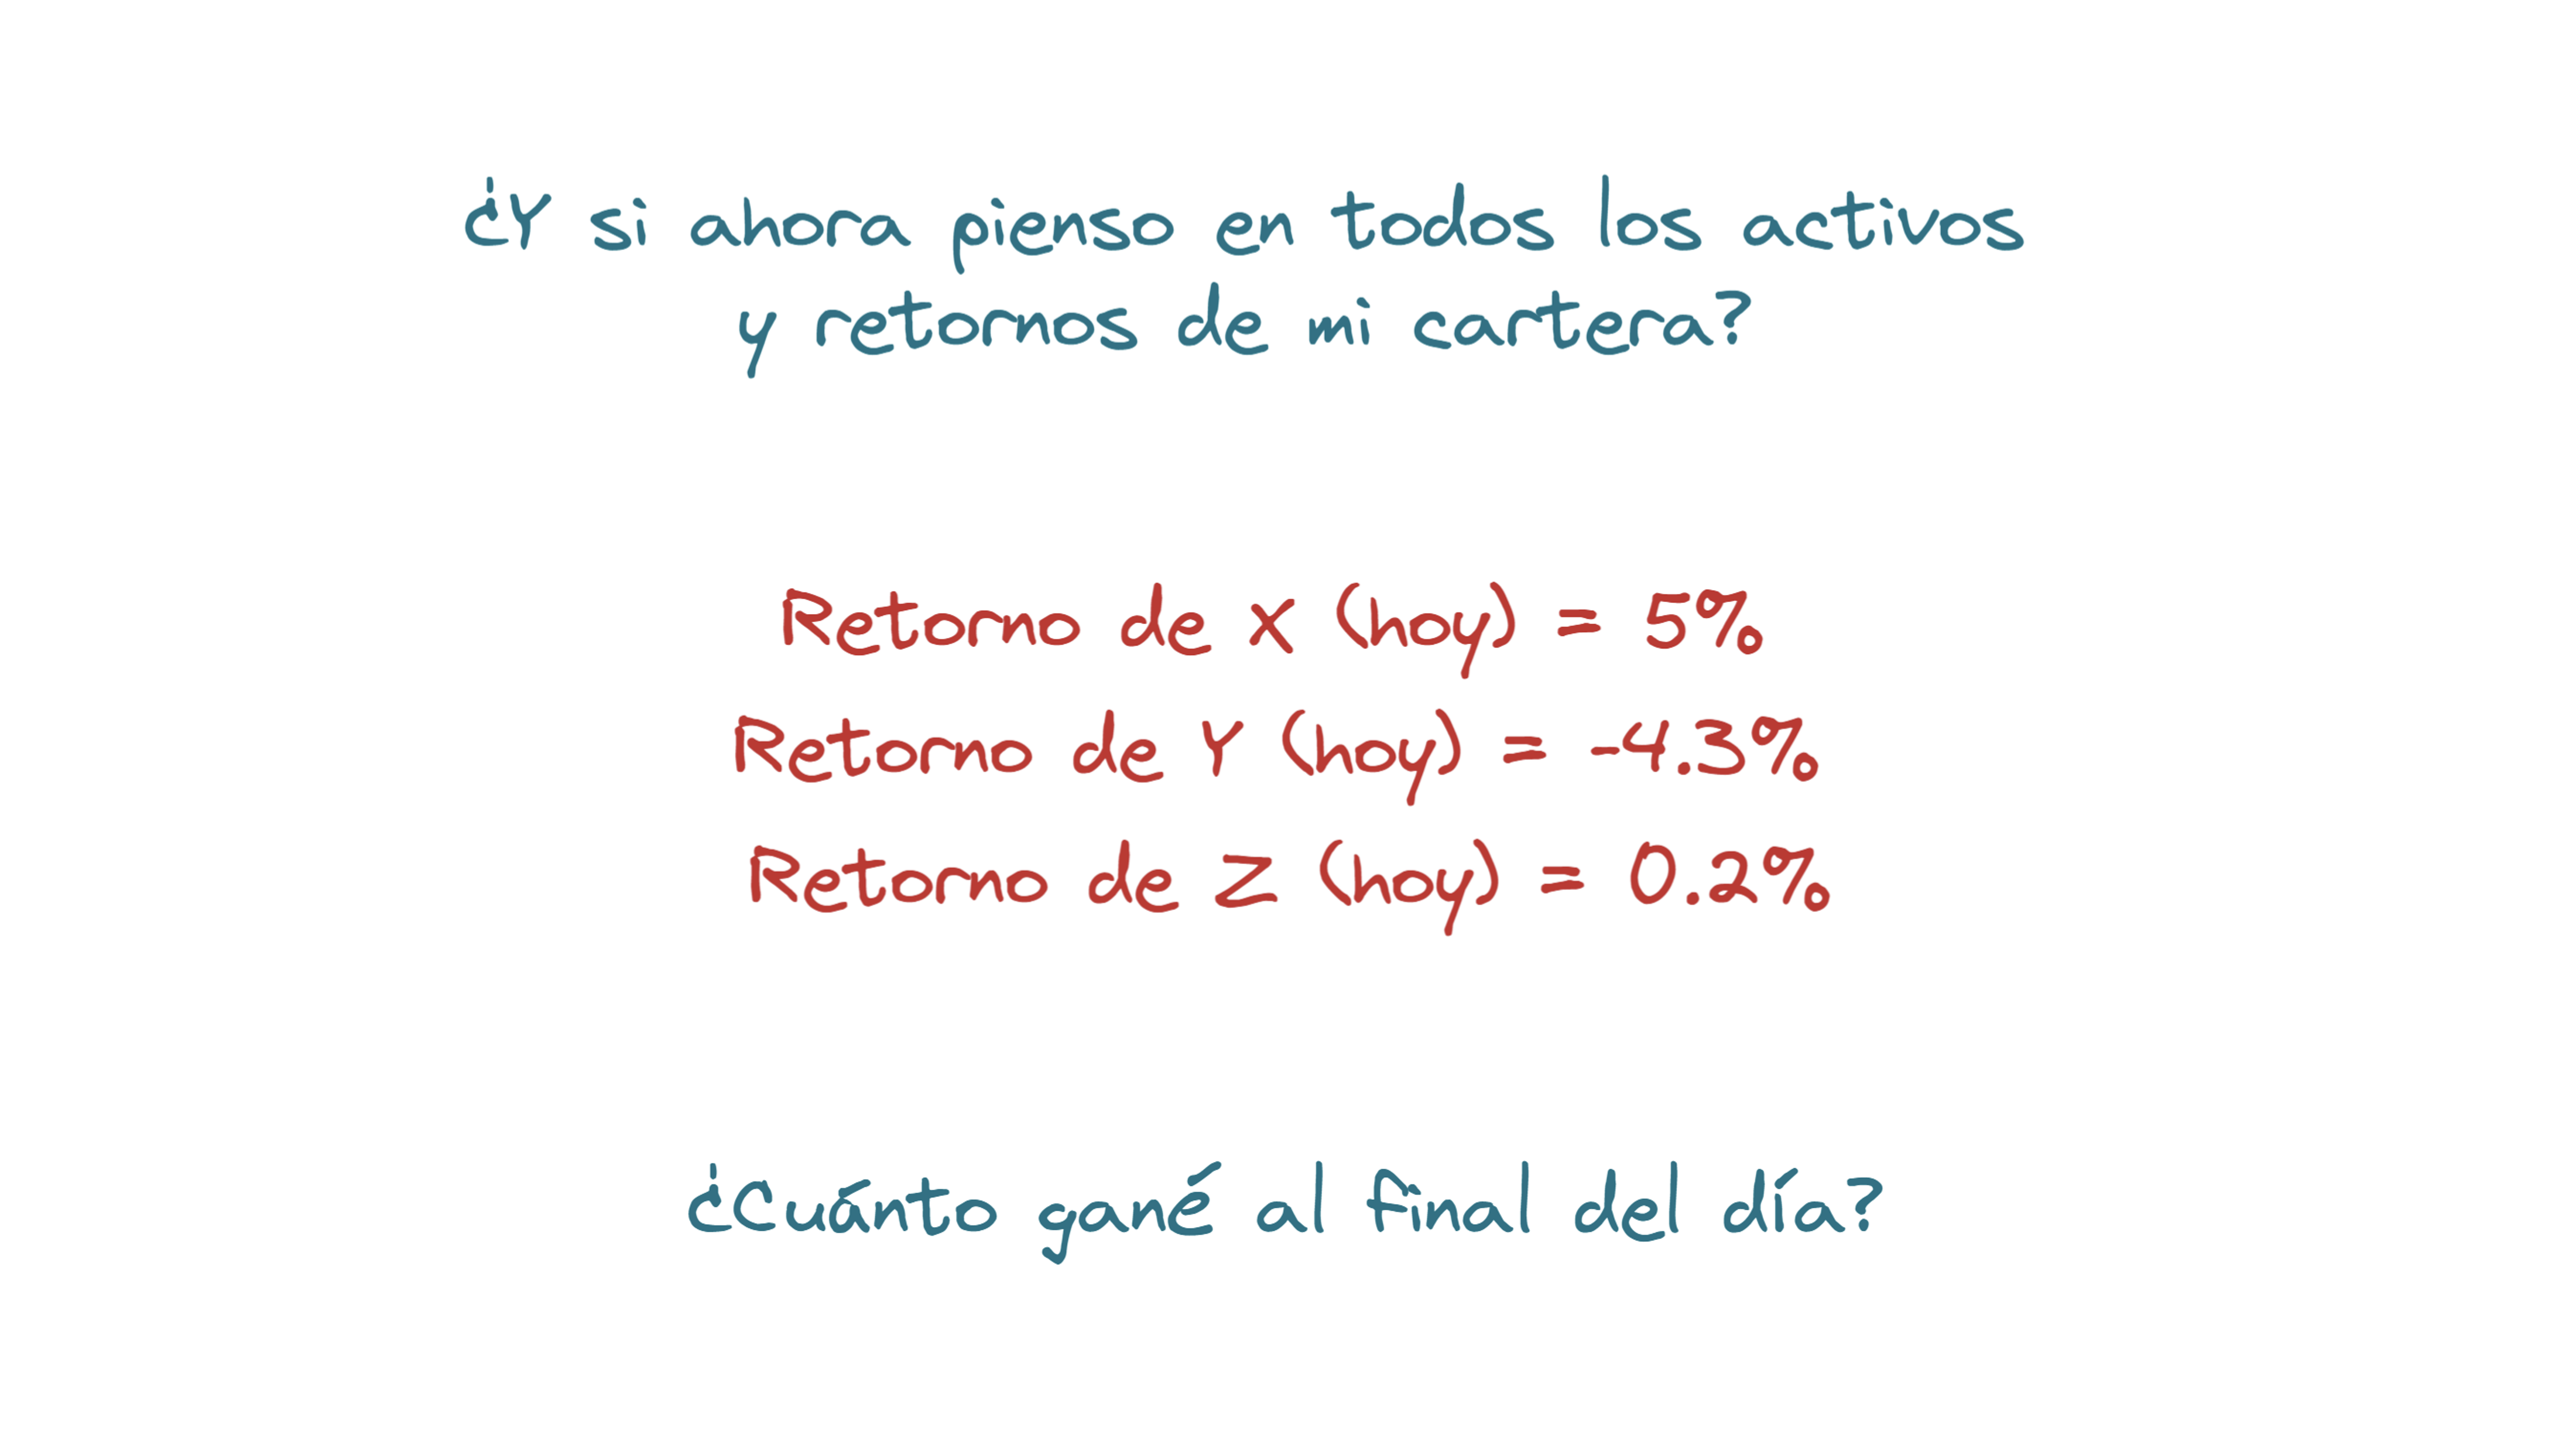 ¿Y si ahora pienso en todos los activos
y retornos de mi cartera?
Retorno de X (hoy) = 5%
Retorno de Y (hoy) = -4.3%
Retorno de Z (hoy) = 0.2%
¿Cuánto gané al final del día?